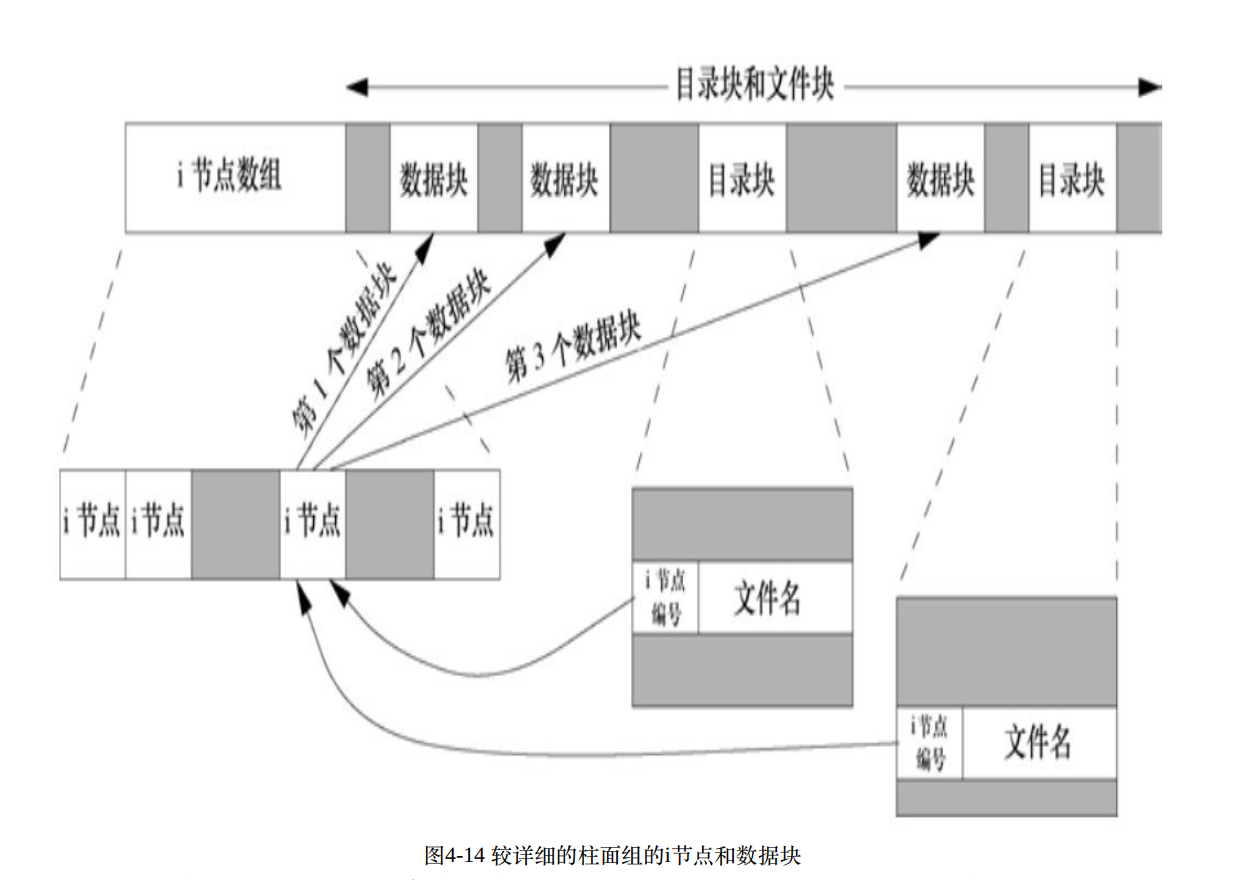 目录块和文件块
i 节点数组
数据块
数据块
目录块
数据块
目录块
第 1 个数据块
第 2 个数据块
第 3 个数据块
i 节点
i 节点
i 节点
i 节点
i 节点
编号
文件名
i 节点
编号
文件名
图4-14 较详细的柱面组的i节点和数据块